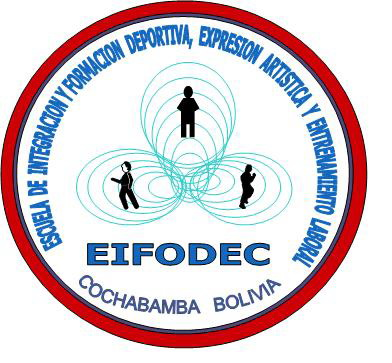 ESCUELA DE INTEGRACION Y FORMACION DEPORTIVA, EXPRESION ARTISTICA Y ENTRENAMIENTO LABORAL
EIFODEC
COCHABAMBA BOLIVIA